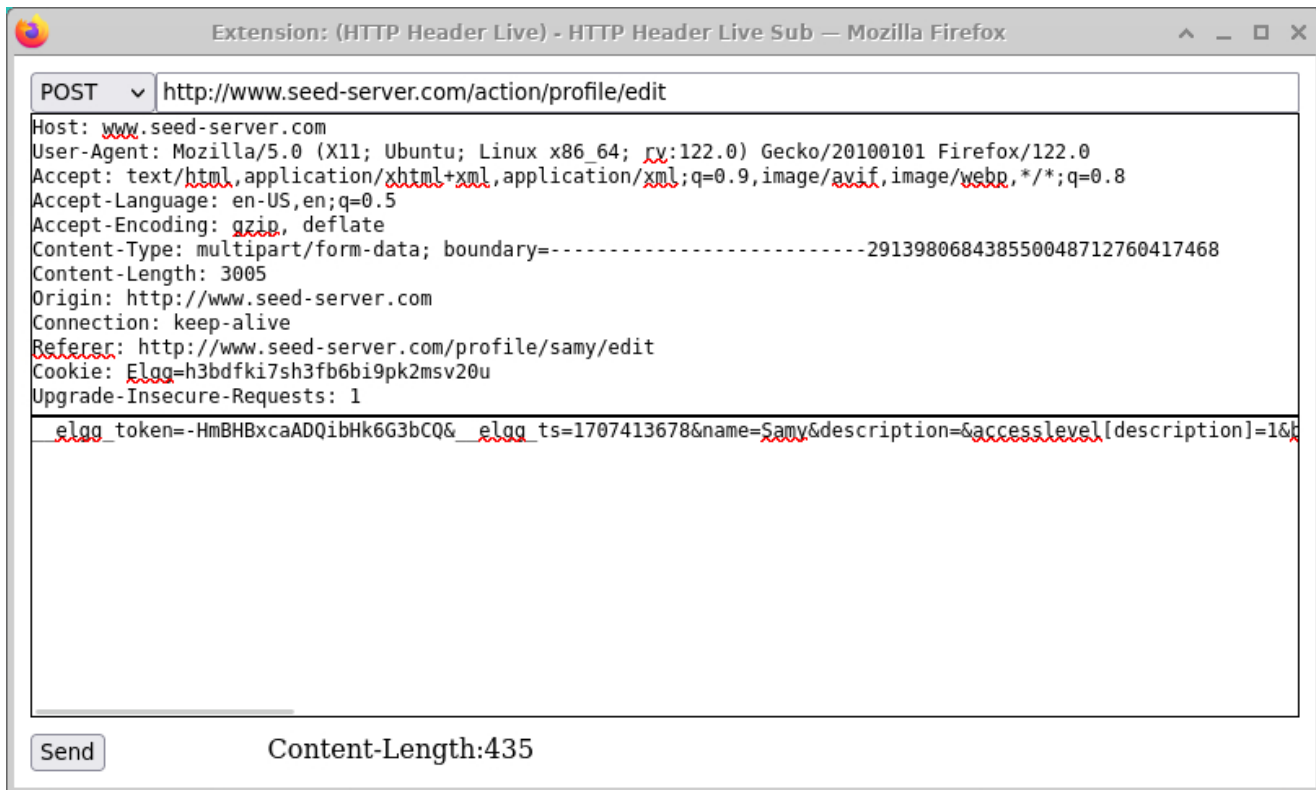 Extension: (HTTP Header Live) - HTTP Header Live Sub — Mozilla Firefox
POST http://www.seed-server.com/action/profile/edit
Host: www.seed-server.com
User-Agent: Mozilla/5.0 (X11; Ubuntu; Linux x86_64; rv:122.0) Gecko/20100101 Firefox/122.0
Accept: text/html,application/xhtml+xml,application/xml;q=0.9,image/avif,image/webp,*/*;q=0.8
Accept-Language: en-US,en;q=0.5
Accept-Encoding: gzip, deflate
Content-Type: multipart/form-data; boundary=---------------------------291398068438550048712760417468
Content-Length: 3005
Origin: http://www.seed-server.com
Connection: keep-alive
Referer: http://www.seed-server.com/profile/samy/edit
Cookie: Elgg=h3bdfki7sh3fb6bi9pk2msv20u
Upgrade-Insecure-Requests: 1
__elgg_token=-HmBHBxcaADQibHk6G3bCQ&__elgg_ts=1707413678&name=Samy&description=&accesslevel[description]=1&b
Send Content-Length:435